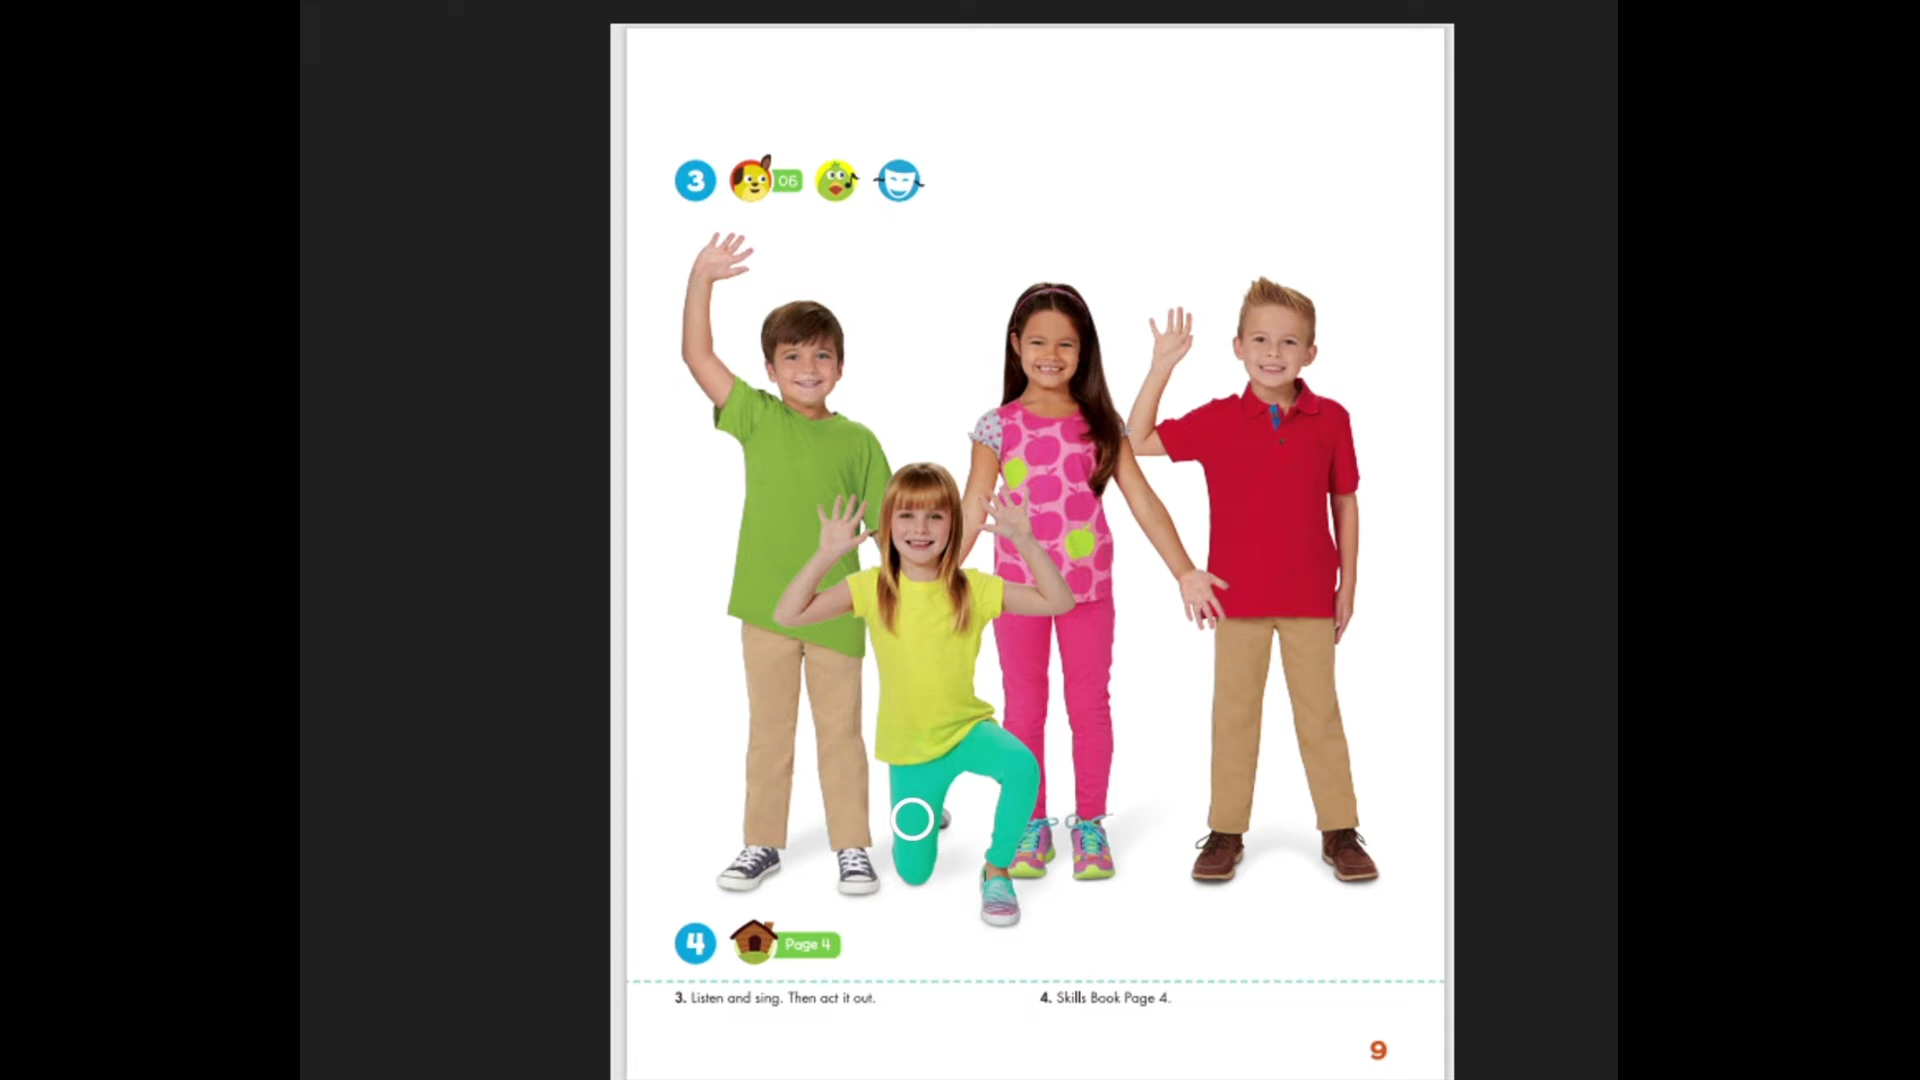 3 06
4 Page 4
3. Listen and sing. Then act it out. 4. Skills Book Page 4.
9